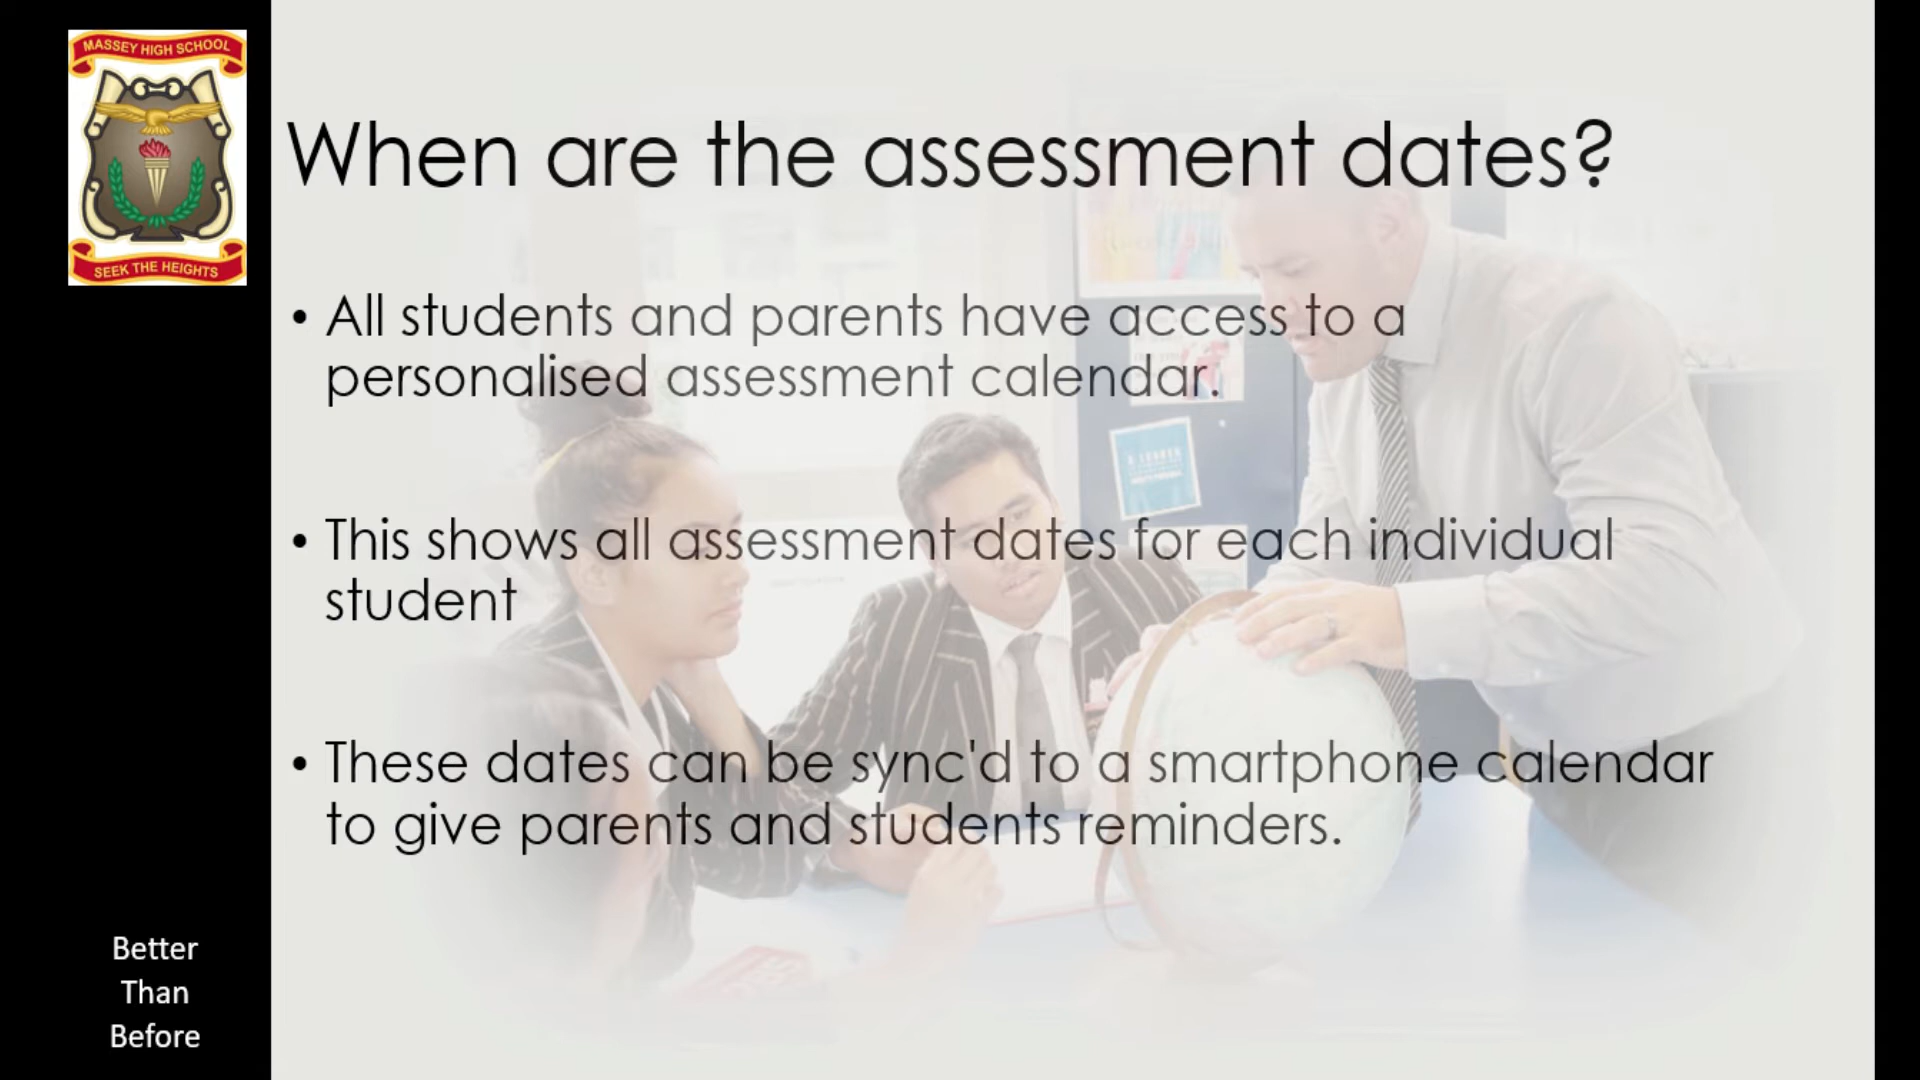 MASSEY HIGH SCHOOL
SEEK THE HEIGHTS
When are the assessment dates?
• All students and parents have access to a
personalised assessment calendar.
• This shows all assessment dates for each individual
student
• These dates can be sync'd to a smartphone calendar
to give parents and students reminders.
Better
Than
Before